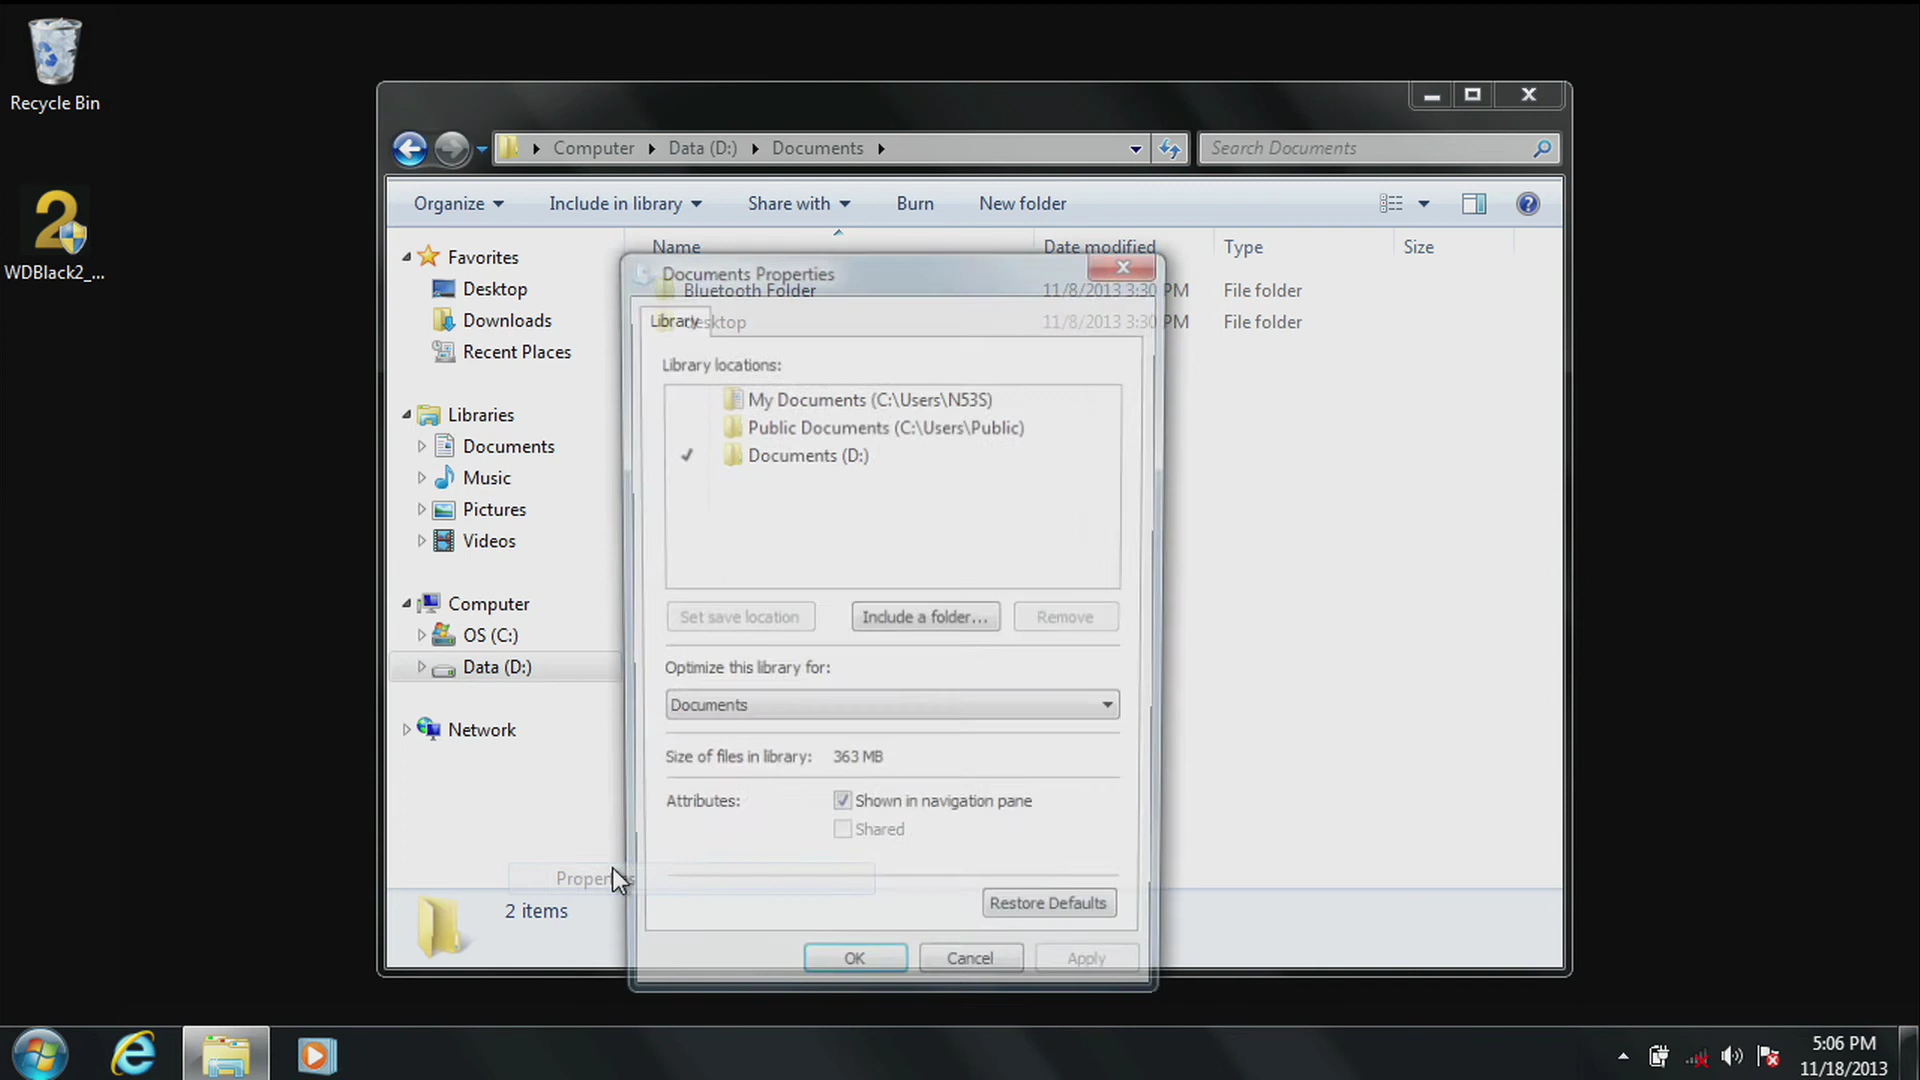 Recycle Bin
WDBlack2_...
Computer
Data (D:)
Documents
Search Documents
Organize
Include in library
Share with
Burn
New folder
Name
Date modified
Type
Size
Favorites
Desktop
Downloads
Recent Places
Libraries
Documents
Music
Pictures
Videos
Computer
OS (C:)
Data (D:)
Network
Bluetooth Folder
11/8/2013 3:30 PM
File folder
Desktop
11/8/2013 3:30 PM
File folder
Documents Properties
Library
Library locations:
My Documents (C:\Users\N53S)
Public Documents (C:\Users\Public)
Documents (D:)
Set save location
Include a folder...
Remove
Optimize this library for:
Documents
Size of files in library: 363 MB
Attributes:
Shown in navigation pane
Shared
Properties
Restore Defaults
OK
Cancel
Apply
2 items
5:06 PM
11/18/2013